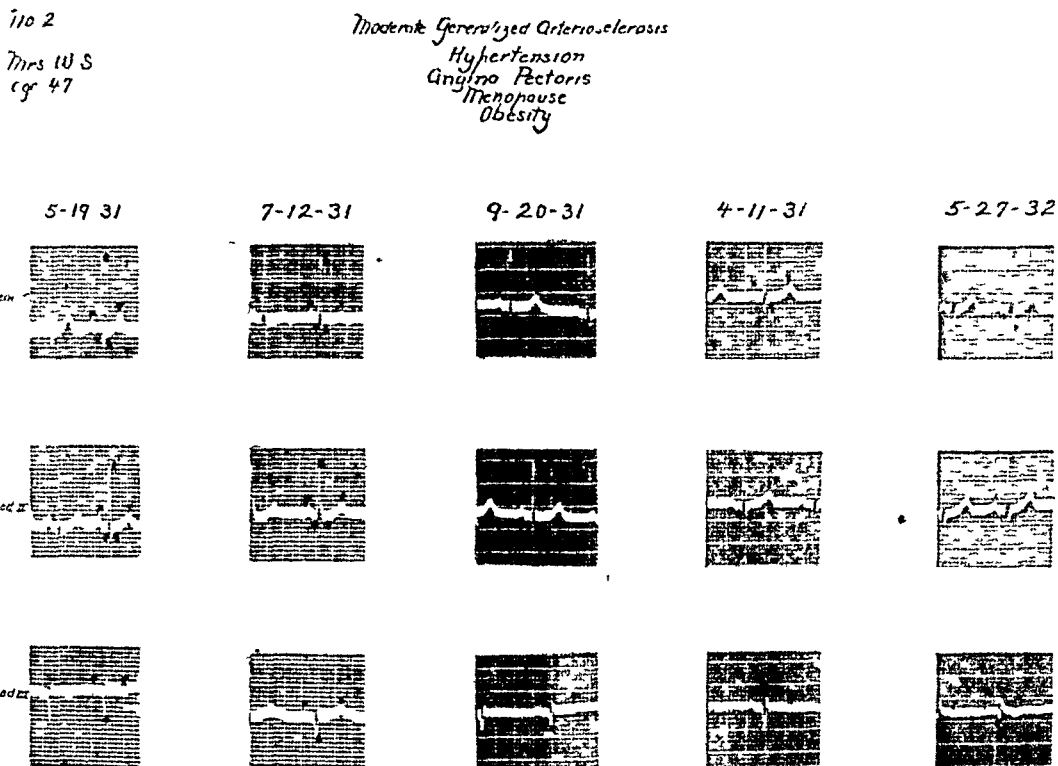 no 2
Mrs W S
age 47
Moderate Generalized Arteriosclerosis
Hypertension
Angina Pectoris
Menopause
Obesity
5-19 31
7-12-31
9-20-31
4-11-31
5-27-32